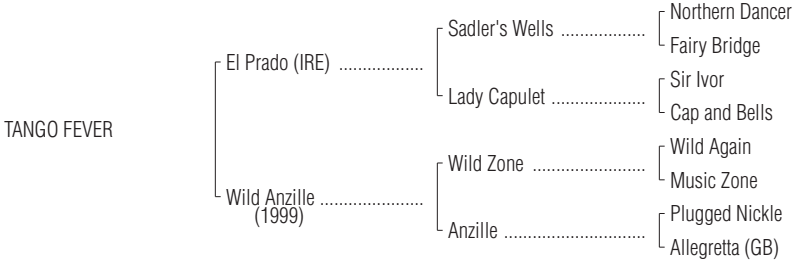 Northern Dancer
Sadler's Wells ..................
Fairy Bridge
El Prado (IRE) ..................
Sir Ivor
Lady Capulet ....................
Cap and Bells
TANGO FEVER
Wild Again
Wild Zone ........................
Music Zone
Wild Anzille ......................
(1999)
Plugged Nickle
Anzille ..............................
Allegretta (GB)